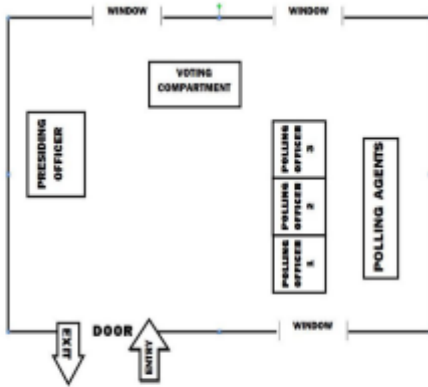 WINDOW
WINDOW
VOTING
COMPARTMENT
PRESIDING
OFFICER
POLLING
OFFICER
3
POLLING
OFFICER
2
POLLING
OFFICER
1
POLLING AGENTS
DOOR
WINDOW
EXIT
ENTRY